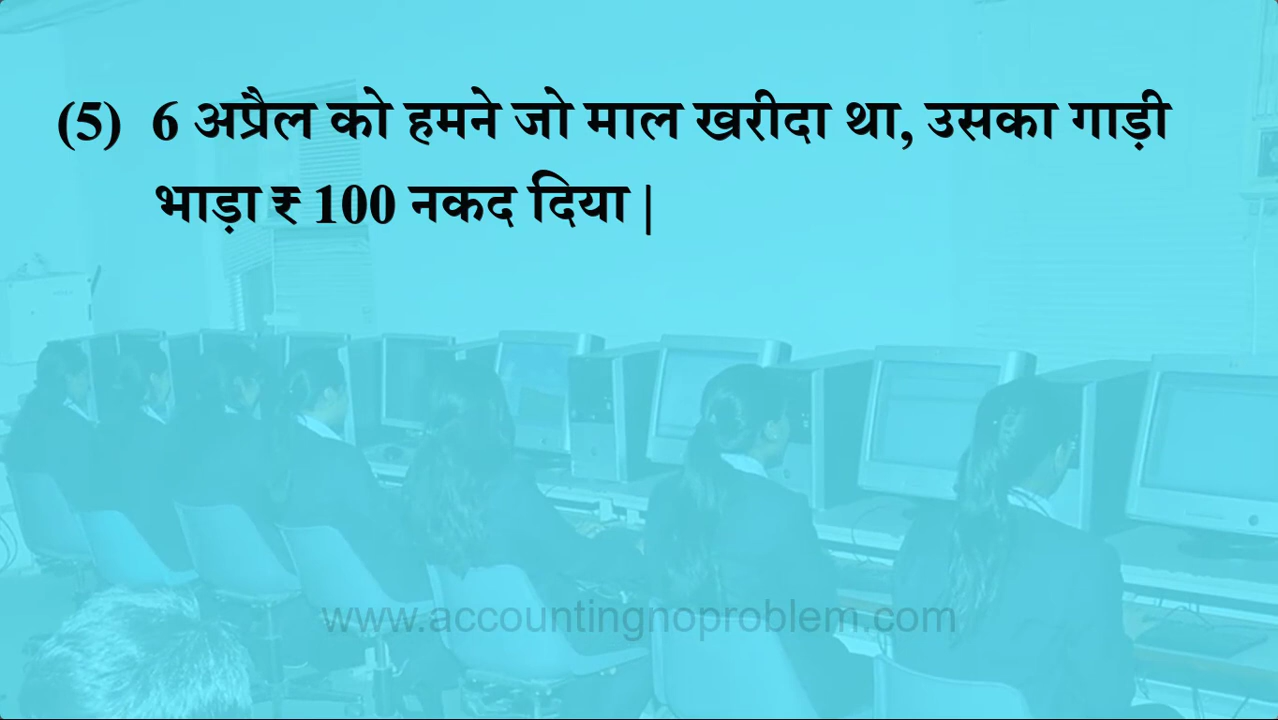 (5) 6 अप्रैल को हमने जो माल खरीदा था, उसका गाड़ी
भाड़ा ₹ 100 नकद दिया |
www.accountingnoproblem.com